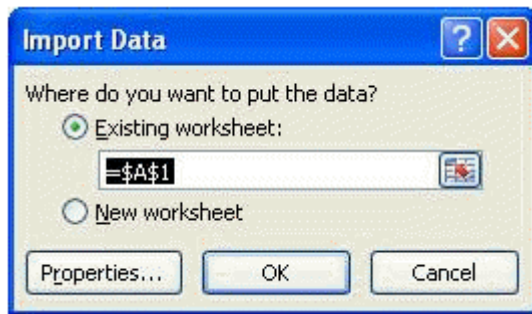 Import Data
Where do you want to put the data?
Existing worksheet:
=$A$1
New worksheet
Properties... OK Cancel